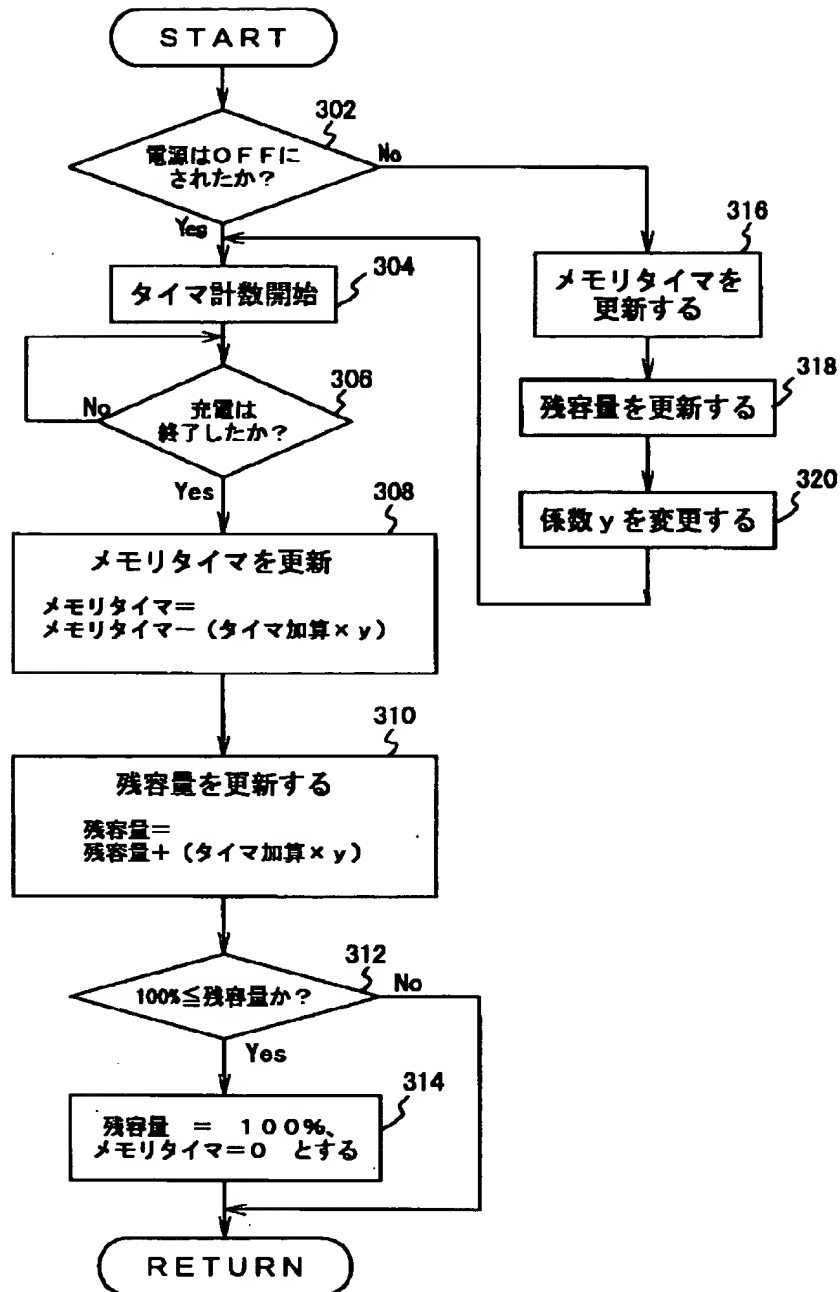 START
302
電源はOFFに
されたか？
No
Yes
304
タイマ計数開始
306
充電は
終了したか？
No
Yes
308
メモリタイマを更新
メモリタイマ＝
メモリタイマー（タイマ加算×y）
310
残容量を更新する
残容量＝
残容量＋（タイマ加算×y）
312
100%≦残容量か？
No
Yes
314
残容量 ＝ 100%、
メモリタイマ＝0 とする
RETURN
316
メモリタイマを
更新する
318
残容量を更新する
320
係数yを変更する